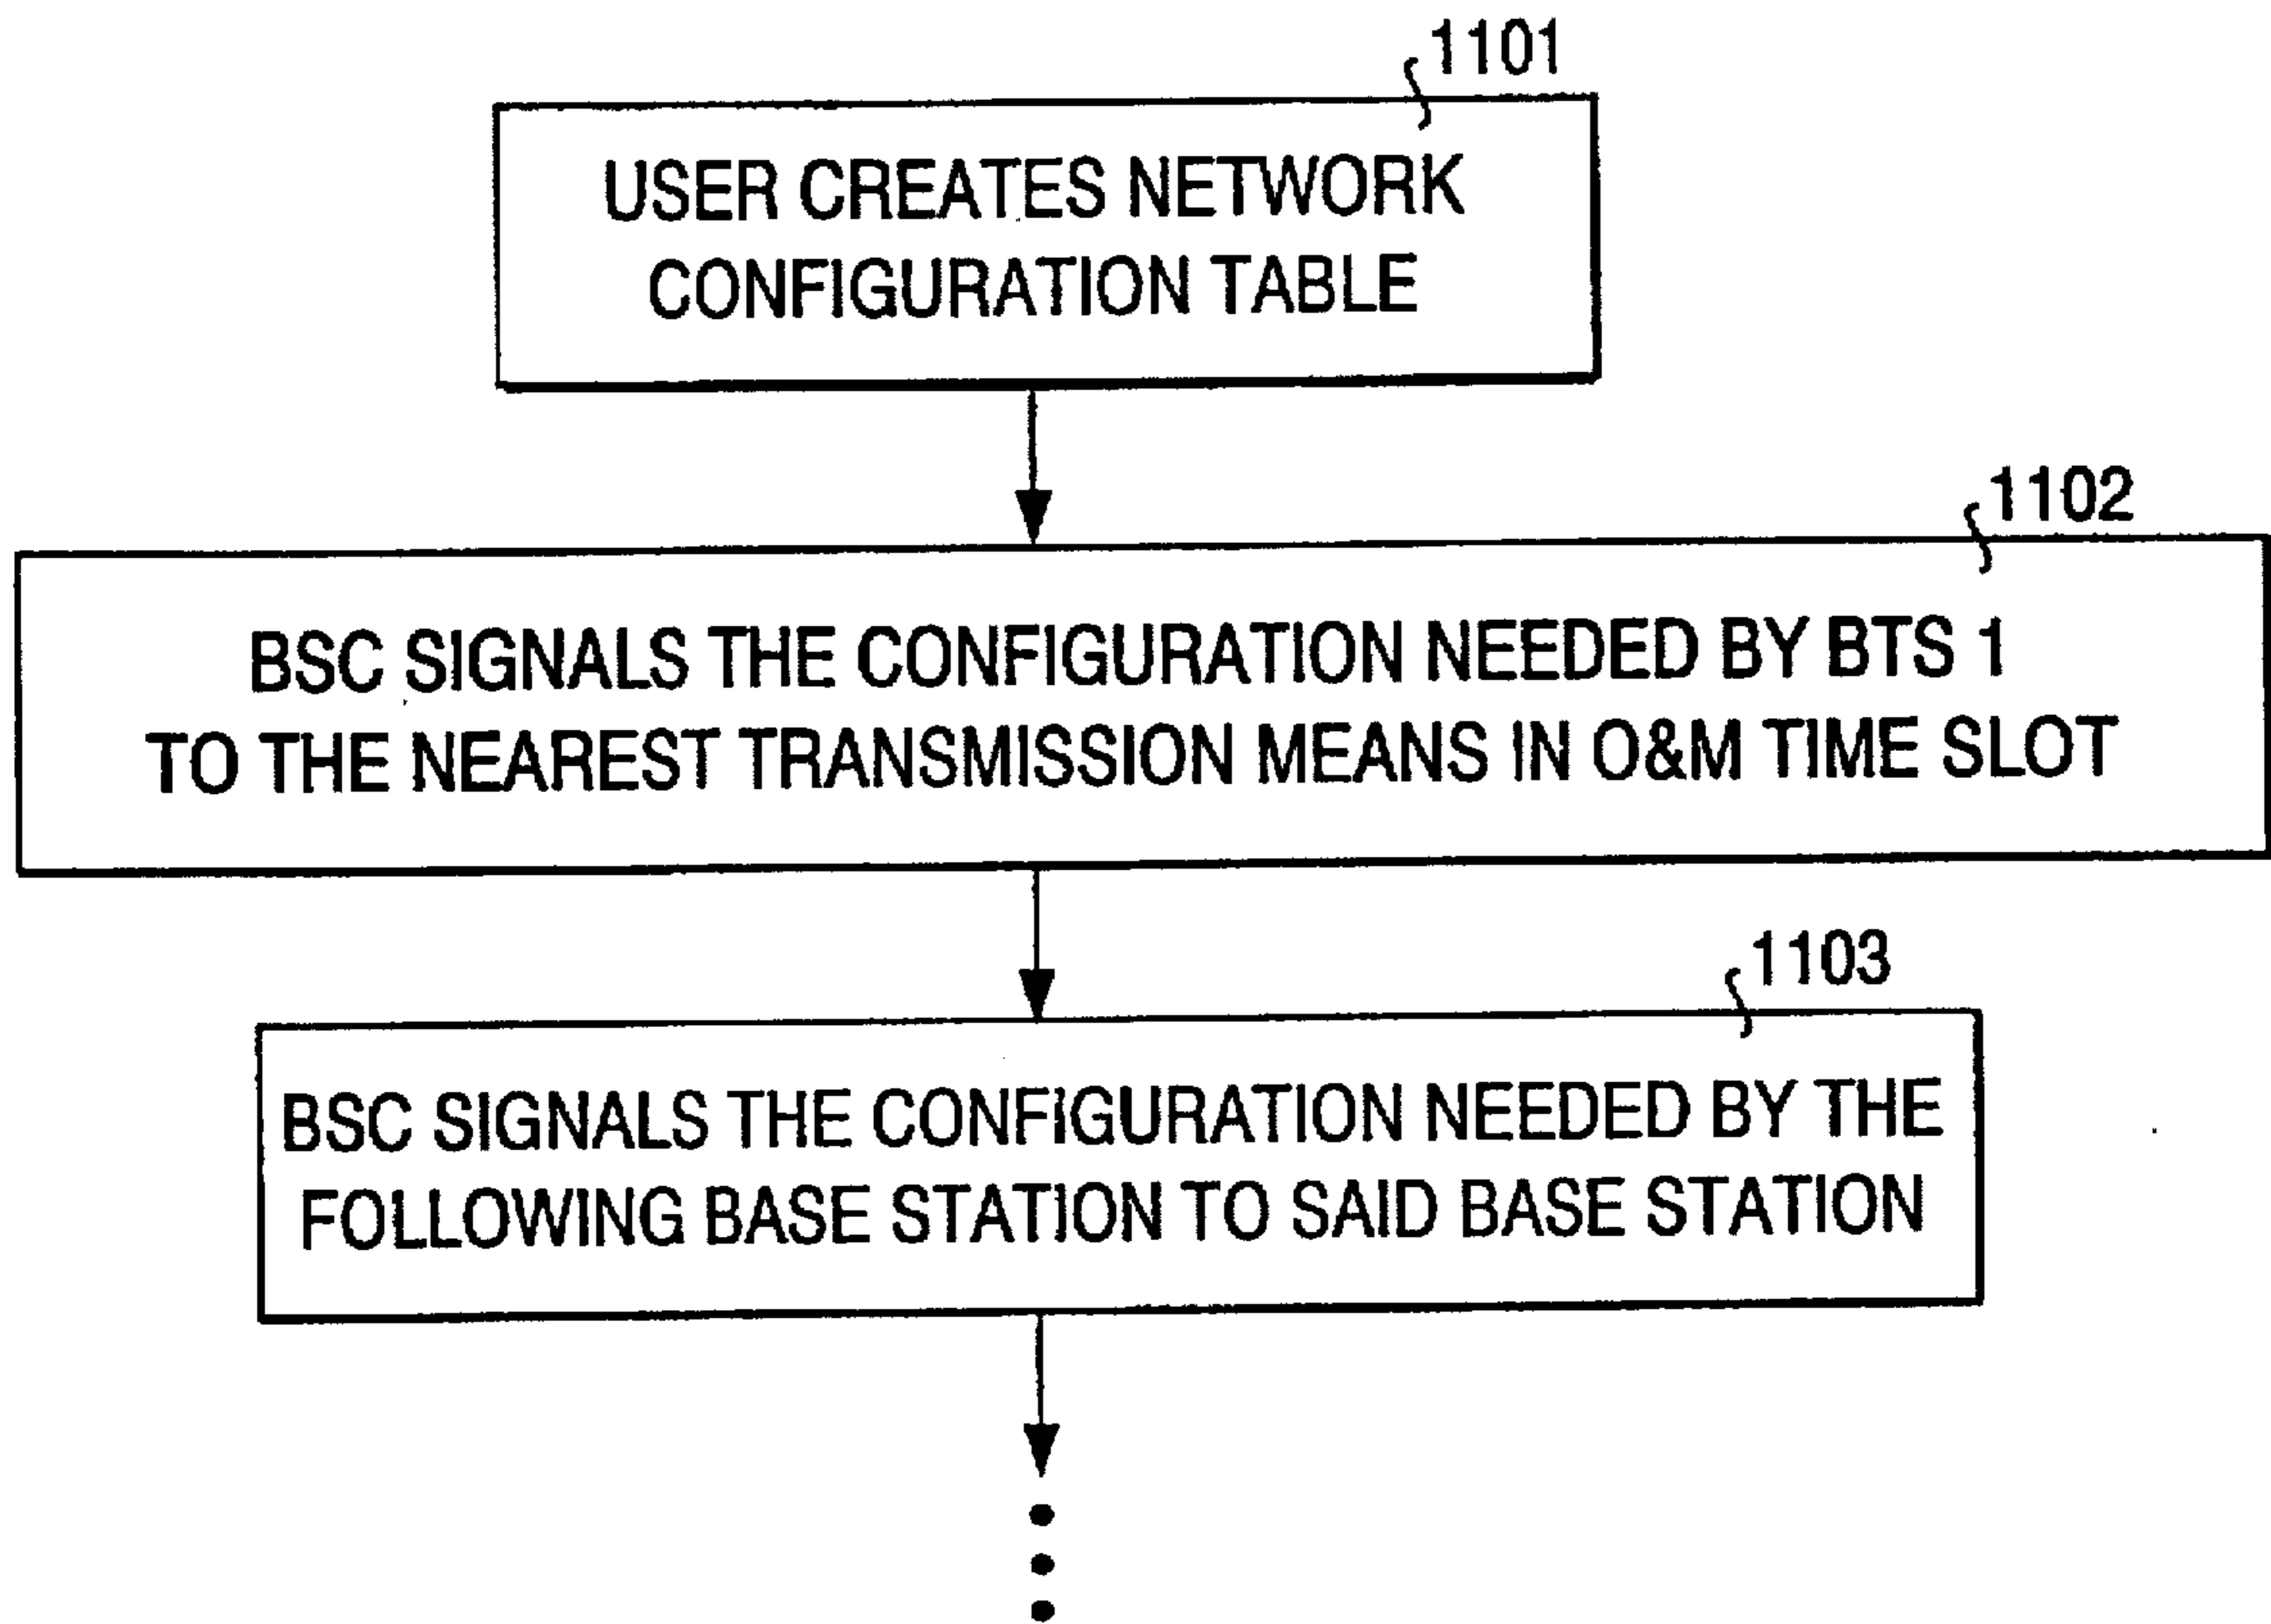 1101
USER CREATES NETWORK
CONFIGURATION TABLE
1102
BSC SIGNALS THE CONFIGURATION NEEDED BY BTS 1
TO THE NEAREST TRANSMISSION MEANS IN O&M TIME SLOT
1103
BSC SIGNALS THE CONFIGURATION NEEDED BY THE
FOLLOWING BASE STATION TO SAID BASE STATION